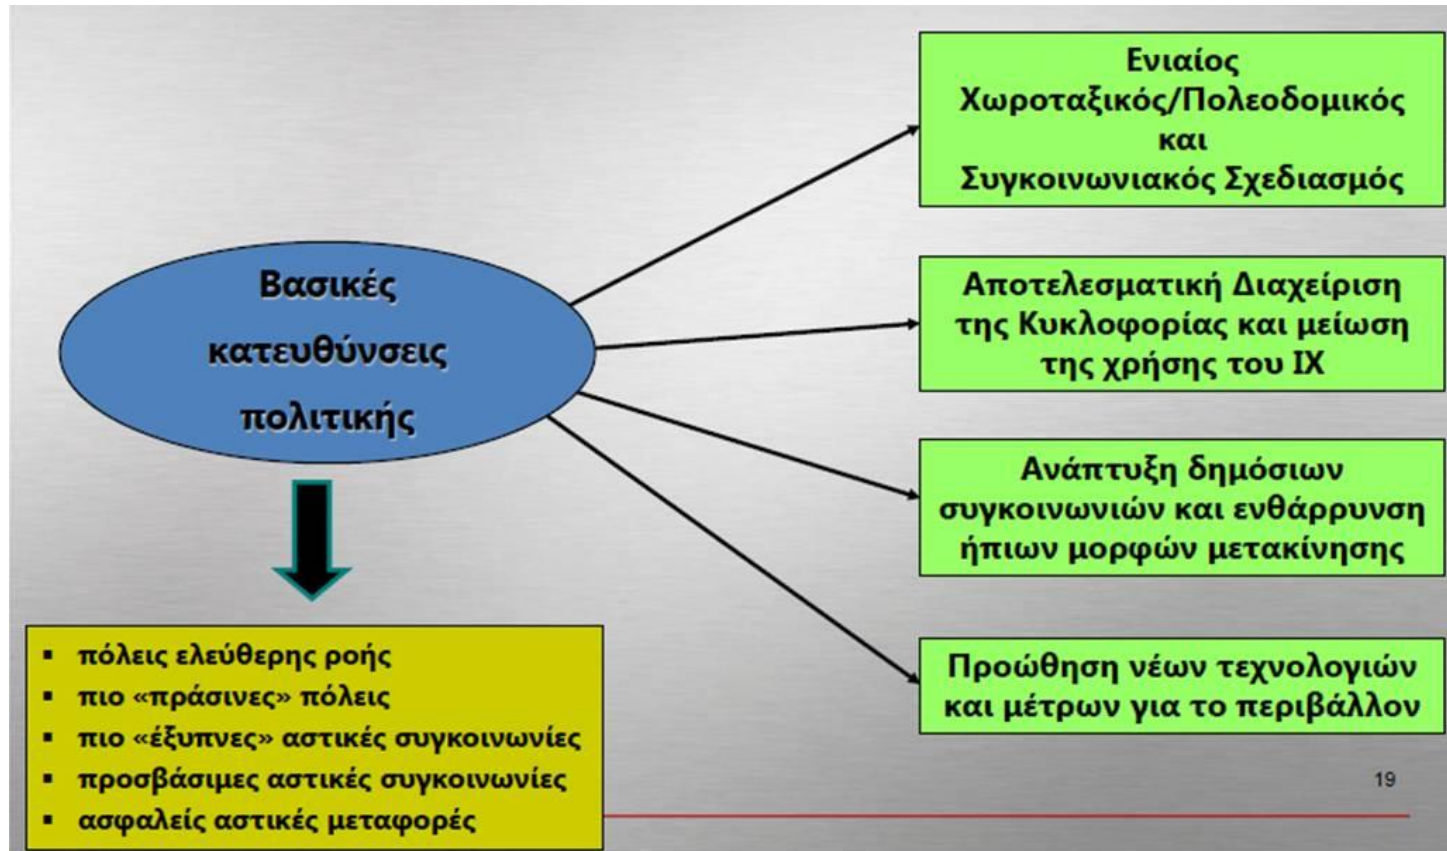 Βασικές
κατευθύνσεις
πολιτικής
▪ πόλεις ελεύθερης ροής
▪ πιο «πράσινες» πόλεις
▪ πιο «έξυπνες» αστικές συγκοινωνίες
▪ προσβάσιμες αστικές συγκοινωνίες
▪ ασφαλείς αστικές μεταφορές
Ενιαίος
Χωροταξικός/Πολεοδομικός
και
Συγκοινωνιακός Σχεδιασμός
Αποτελεσματική Διαχείριση
της Κυκλοφορίας και μείωση
της χρήσης του ΙΧ
Ανάπτυξη δημόσιων
συγκοινωνιών και ενθάρρυνση
ήπιων μορφών μετακίνησης
Προώθηση νέων τεχνολογιών
και μέτρων για το περιβάλλον
19